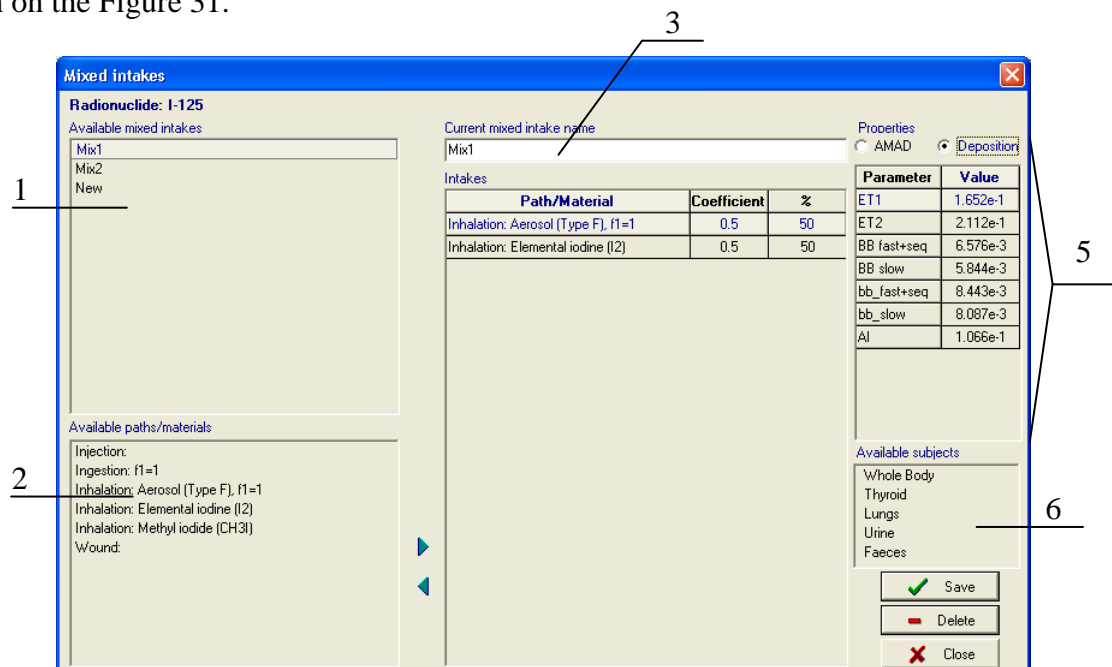 on the Figure 31.
3
Mixed intakes
Radionuclide: I-125
Available mixed intakes
Mix1
Mix2
New
1
Current mixed intake name
Mix1
Intakes
Path/Material Coefficient %
Inhalation: Aerosol (Type F), f1=1 0.5 50
Inhalation: Elemental iodine (I2) 0.5 50
Properties
AMAD Deposition
Parameter Value
ET1 1.652e-1
ET2 2.112e-1
BB fast+seq 6.576e-3
BB slow 5.844e-3
bb_fast+seq 8.443e-3
bb_slow 8.087e-3
AI 1.066e-1
5
Available paths/materials
Injection:
Ingestion: f1=1
Inhalation: Aerosol (Type F), f1=1
Inhalation: Elemental iodine (I2)
Inhalation: Methyl iodide (CH3I)
Wound:
2
Available subjects
Whole Body
Thyroid
Lungs
Urine
Faeces
6
Save
Delete
Close